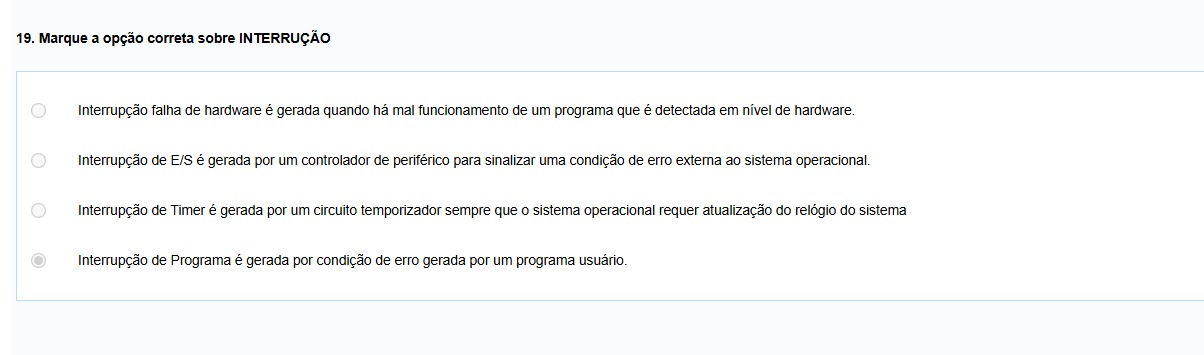 19. Marque a opção correta sobre INTERRUÇÃO
Interrupção falha de hardware é gerada quando há mal funcionamento de um programa que é detectada em nível de hardware.
Interrupção de E/S é gerada por um controlador de periférico para sinalizar uma condição de erro externa ao sistema operacional.
Interrupção de Timer é gerada por um circuito temporizador sempre que o sistema operacional requer atualização do relógio do sistema
Interrupção de Programa é gerada por condição de erro gerada por um programa usuário.